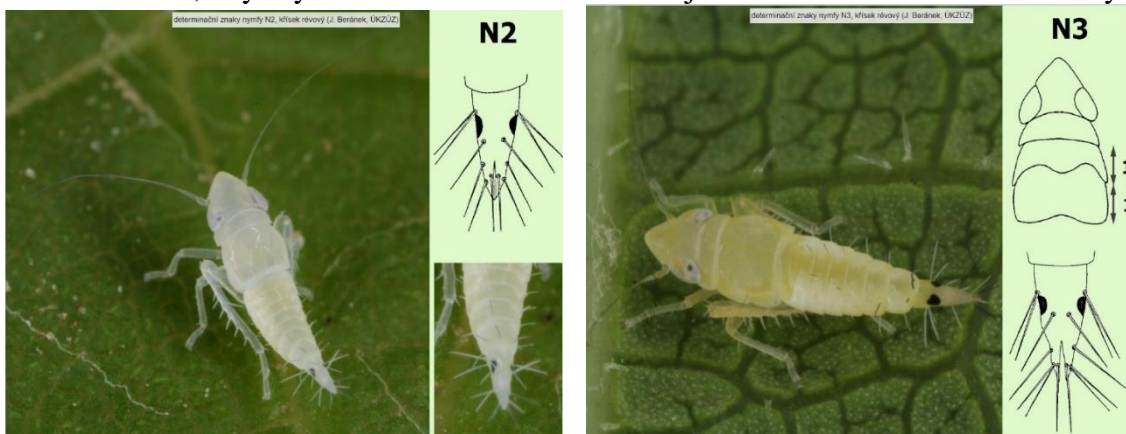 determinační znaky nymfy N2, křísek révový (J. Beránek, ÚKZÚZ)
N2
determinační znaky nymfy N3, křísek révový (J. Beránek, ÚKZÚZ)
N3